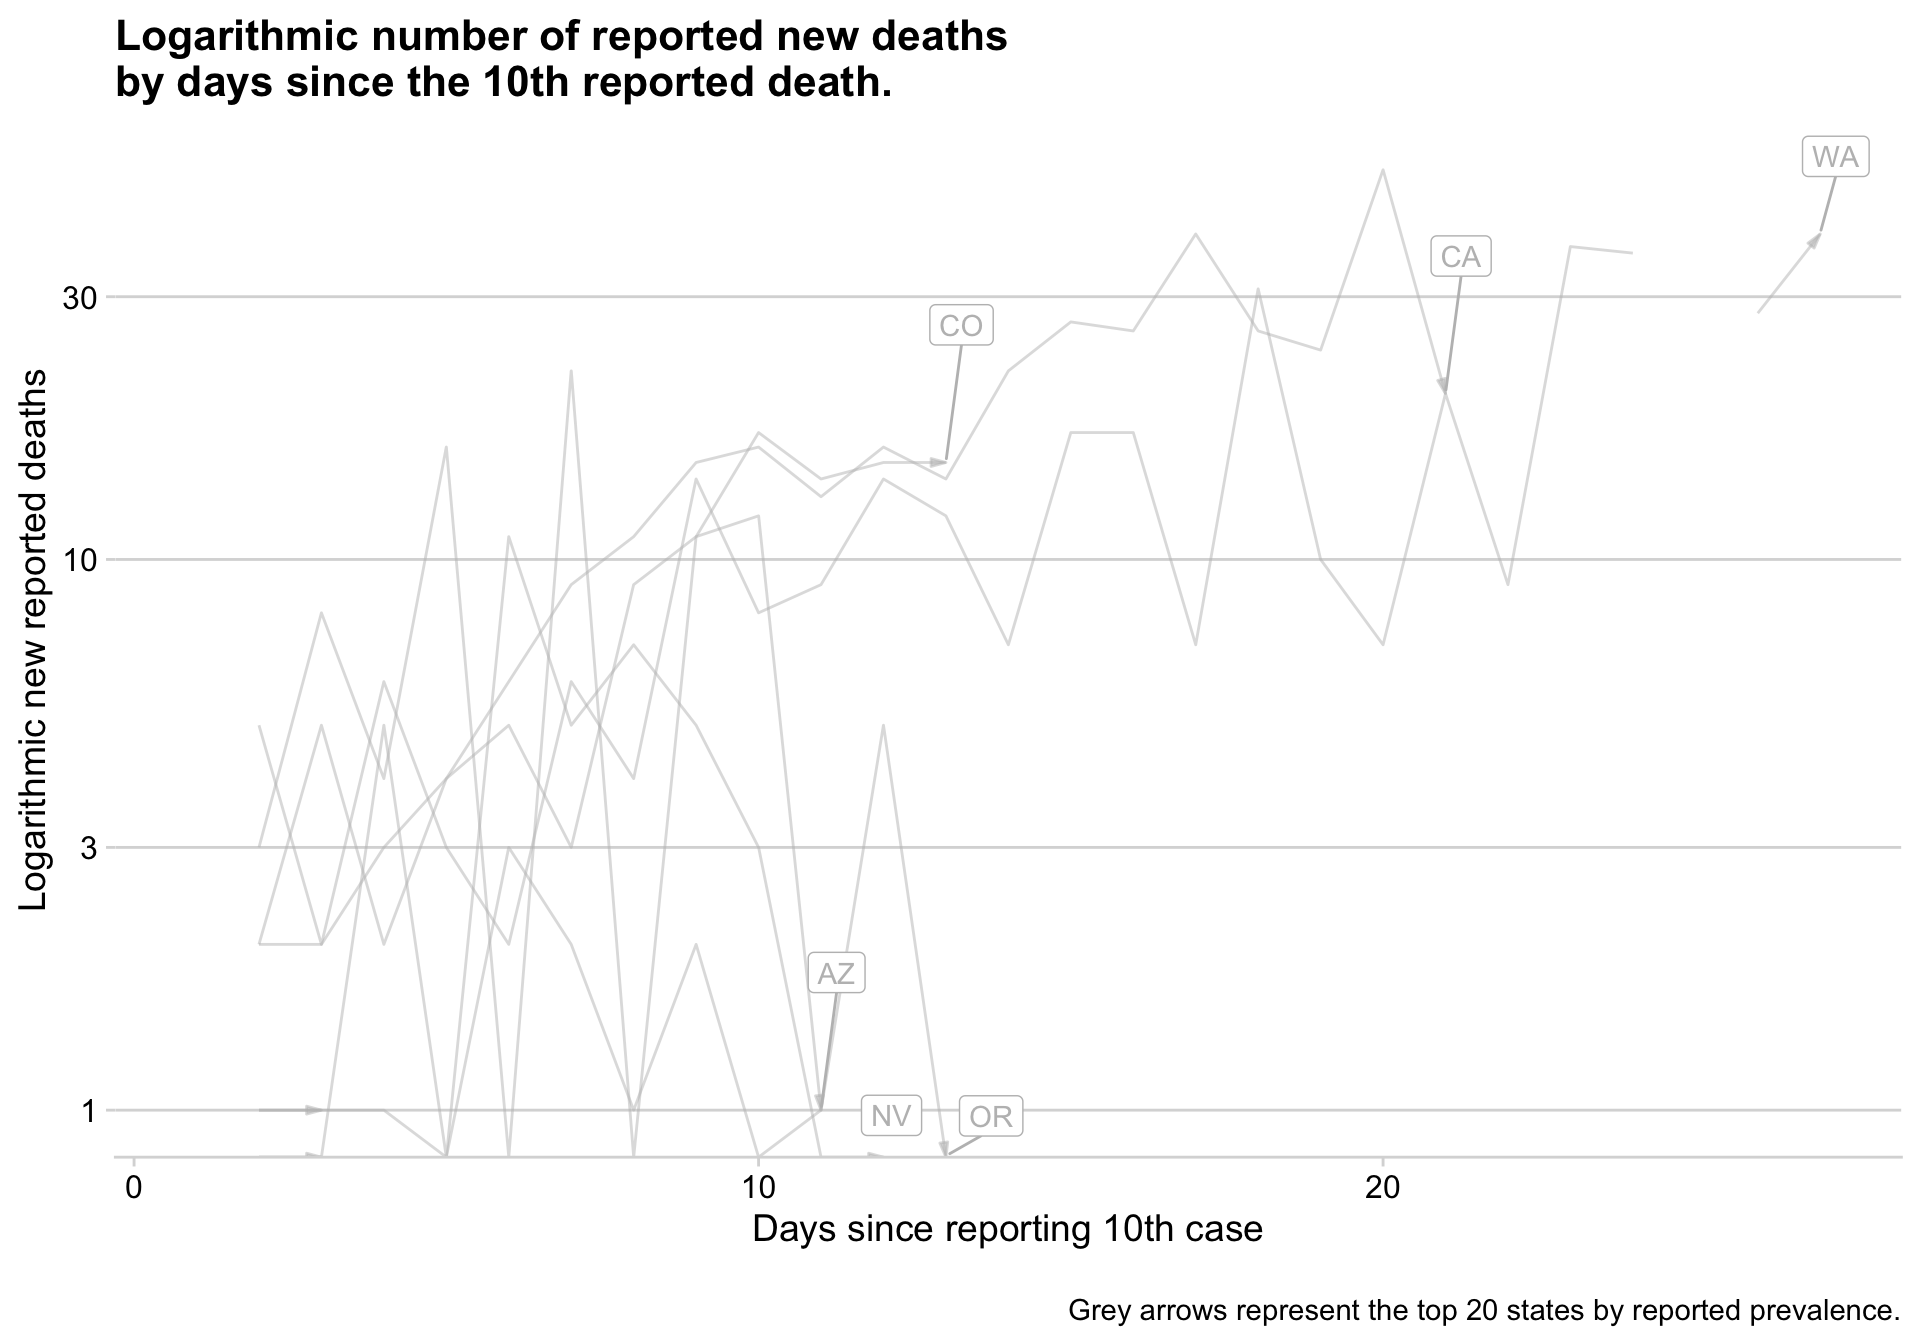 Logarithmic number of reported new deaths
by days since the 10th reported death.
WA
CA
30
CO
10
Logarithmic new reported deaths
3
AZ
1
NV
OR
0
10
20
Days since reporting 10th case
Grey arrows represent the top 20 states by reported prevalence.